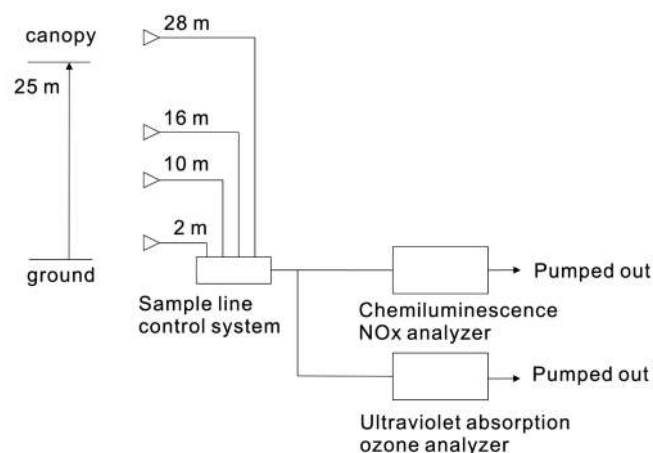 28 m
canopy
25 m
16 m
10 m
2 m
ground
Sample line
control system
Chemiluminescence
NOx analyzer
Pumped out
Ultraviolet absorption
ozone analyzer
Pumped out